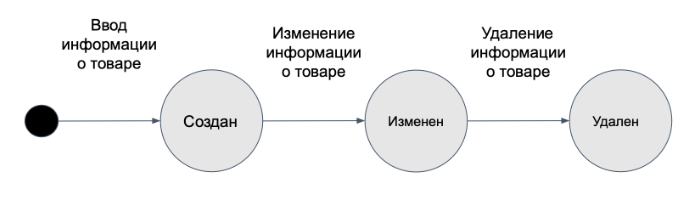 Ввод
информации
о товаре
Изменение
информации
о товаре
Удаление
информации
о товаре
Создан
Изменен
Удален